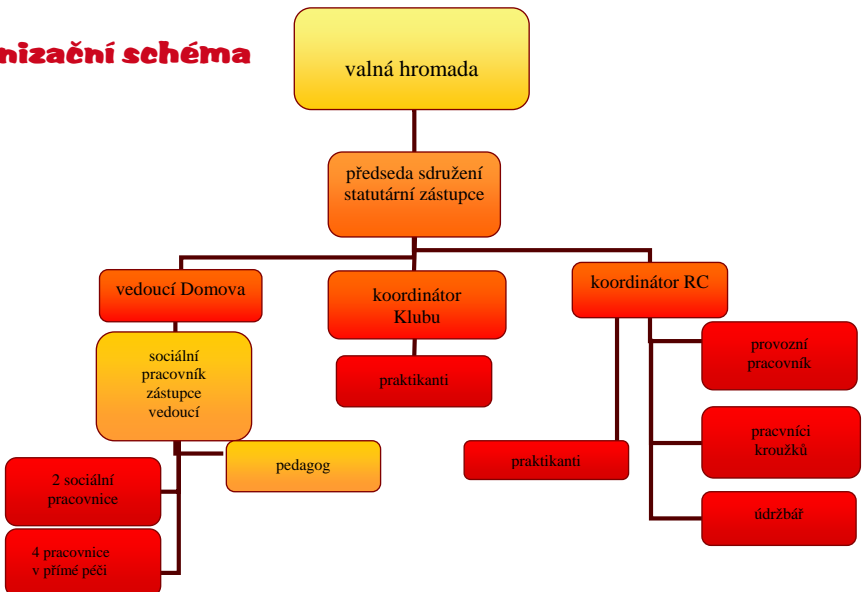 nizační schéma
valná hromada
předseda sdružení
statutární zástupce
vedoucí Domova
koordinátor
Klubu
koordinátor RC
sociální
pracovník
zástupce
vedoucí
praktikanti
provozní
pracovník
pedagog
praktikanti
pracvníci
kroužků
2 sociální
pracovnice
údržbář
4 pracovnice
v přímé péči